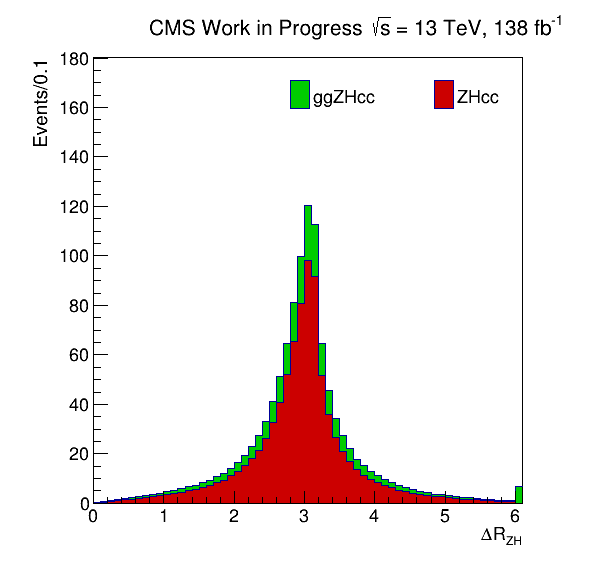 CMS Work in Progress √s = 13 TeV, 138 fb⁻¹
Events/0.1
180
160
140
120
100
80
60
40
20
0
ggZHcc ZHcc
0 1 2 3 4 5 6
ΔR_ZH